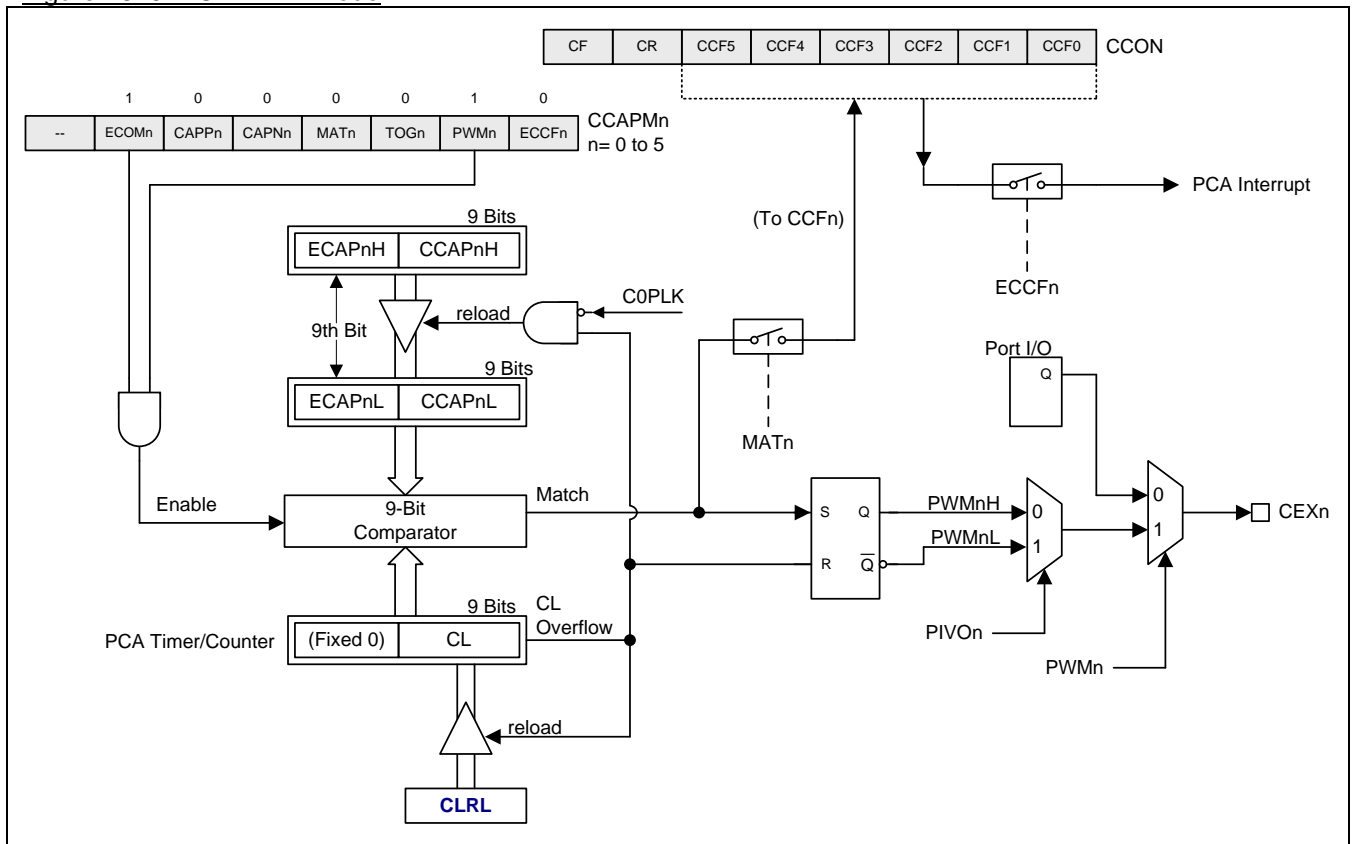 CF CR CCF5 CCF4 CCF3 CCF2 CCF1 CCF0 CCON
1 0 0 0 0 1 0
-- ECOMn CAPPn CAPNn MATn TOGn PWMn ECCFn
CCAPMn
n= 0 to 5
PCA Interrupt
(To CCFn)
ECCFn
9 Bits
ECAPnH CCAPnH
C0PLK
reload
9th Bit
9 Bits
ECAPnL CCAPnL
MATn
Port I/O
Q
Enable
9-Bit
Comparator
Match
S Q
R Q
PWMnH
PWMnL
0
1
0
1
CEXn
9 Bits
CL
Overflow
PCA Timer/Counter
(Fixed 0) CL
PIVOn
PWMn
reload
CLRL